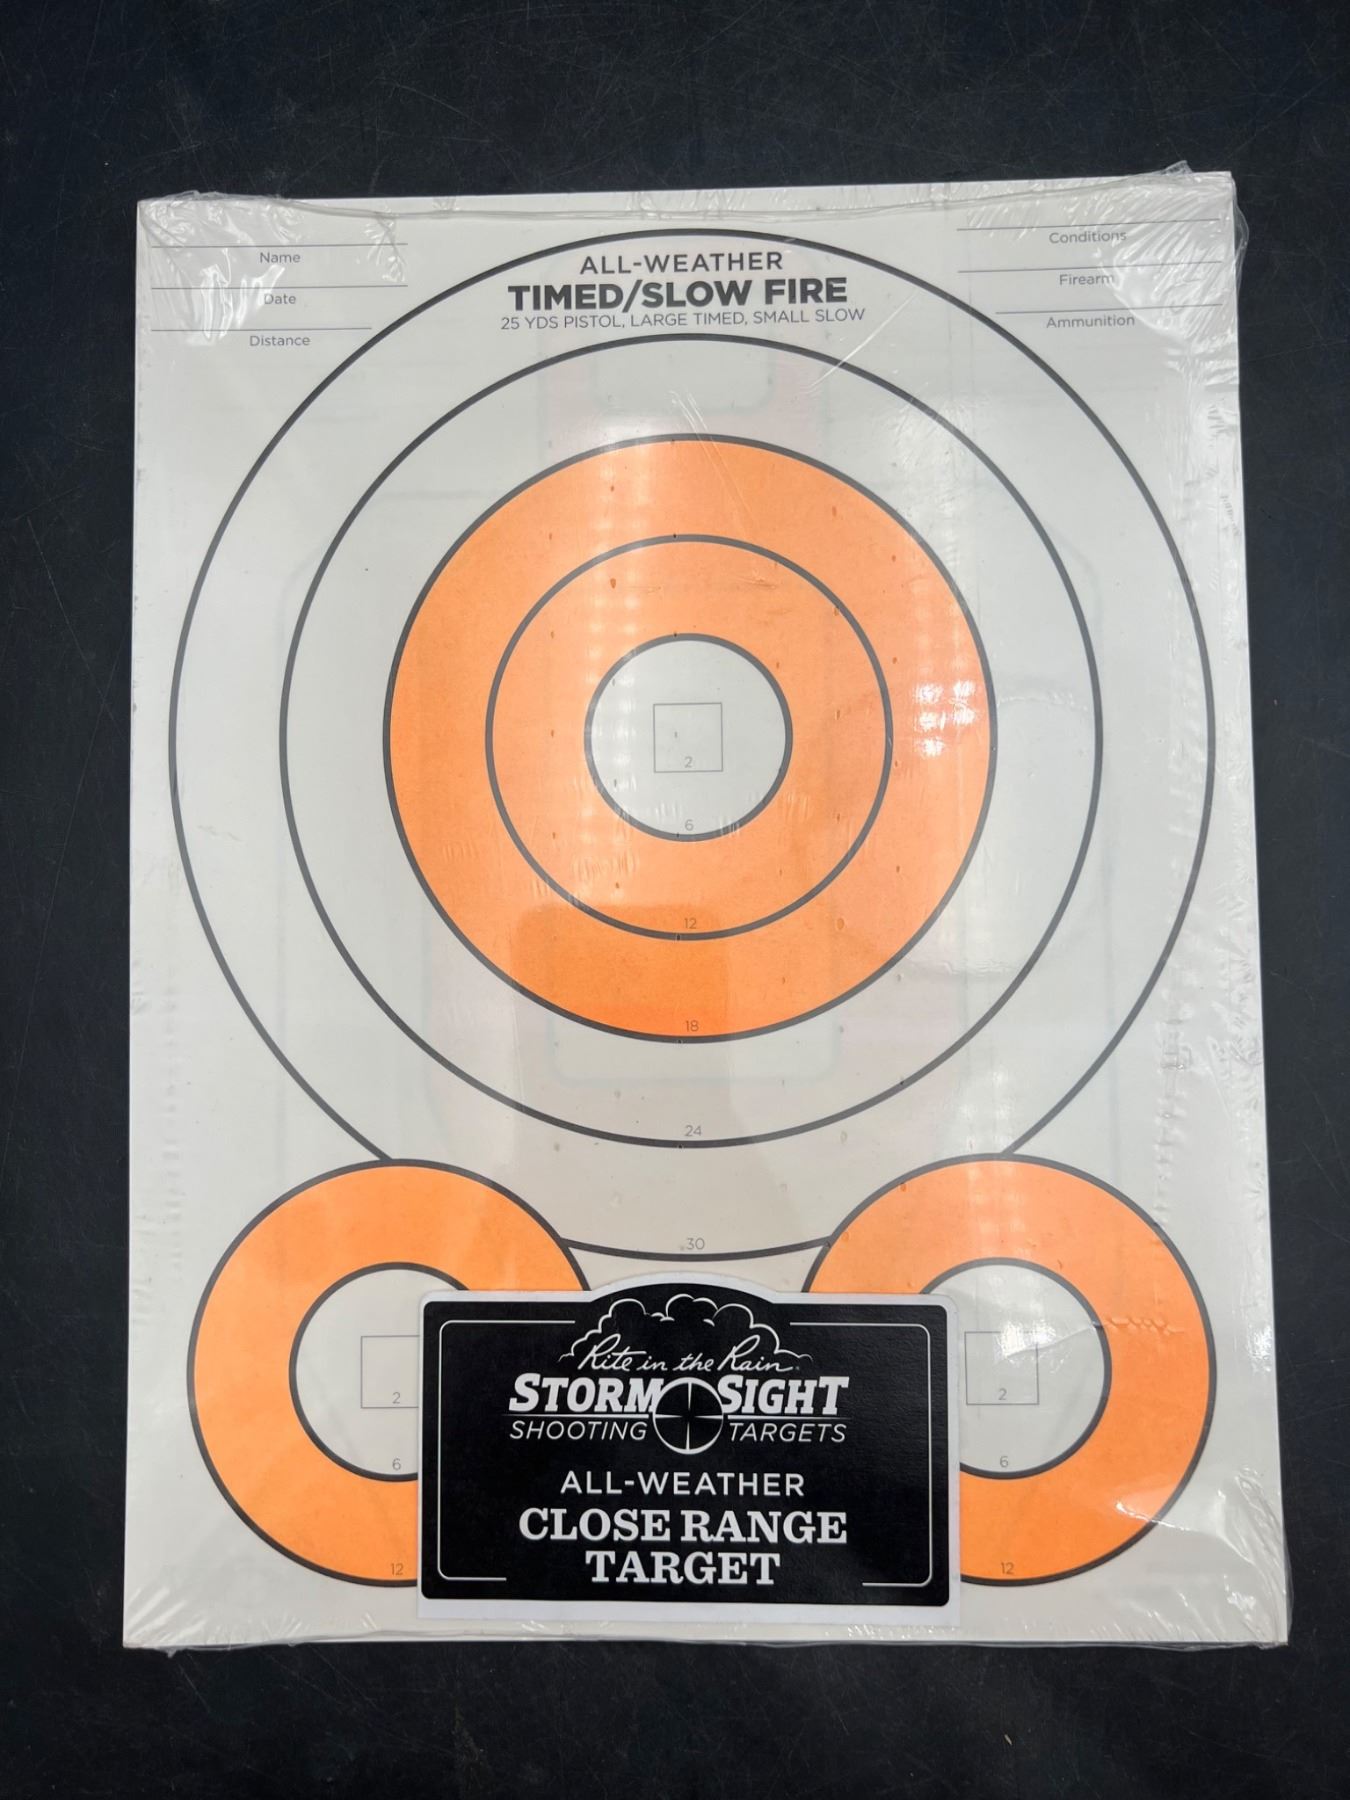 Name
Date
Distance
ALL-WEATHER
TIMED/SLOW FIRE
25 YDS PISTOL, LARGE TIMED, SMALL SLOW
Conditions
Firearm
Ammunition
2
6
12
18
24
30
2
6
12
2
6
12
Rite in the Rain
STORM SIGHT
SHOOTING TARGETS
ALL-WEATHER
CLOSE RANGE
TARGET